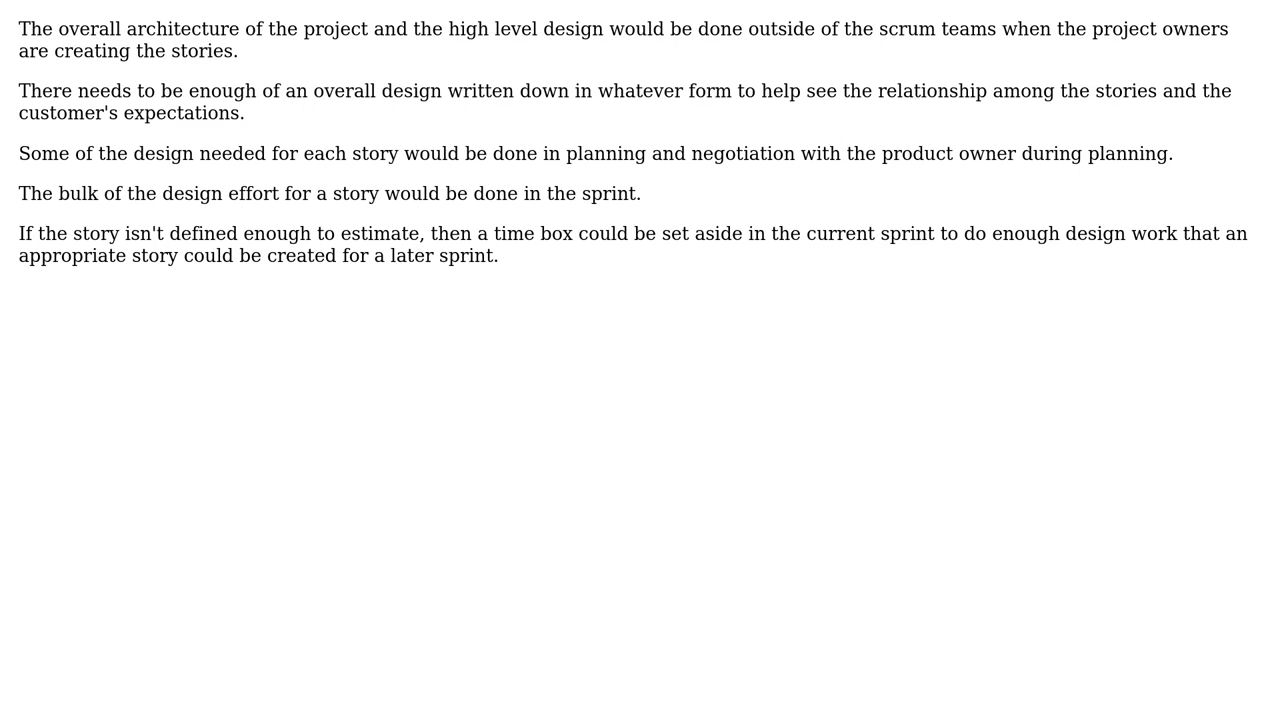 The overall architecture of the project and the high level design would be done outside of the scrum teams when the project owners
are creating the stories.
There needs to be enough of an overall design written down in whatever form to help see the relationship among the stories and the
customer's expectations.
Some of the design needed for each story would be done in planning and negotiation with the product owner during planning.
The bulk of the design effort for a story would be done in the sprint.
If the story isn't defined enough to estimate, then a time box could be set aside in the current sprint to do enough design work that an
appropriate story could be created for a later sprint.